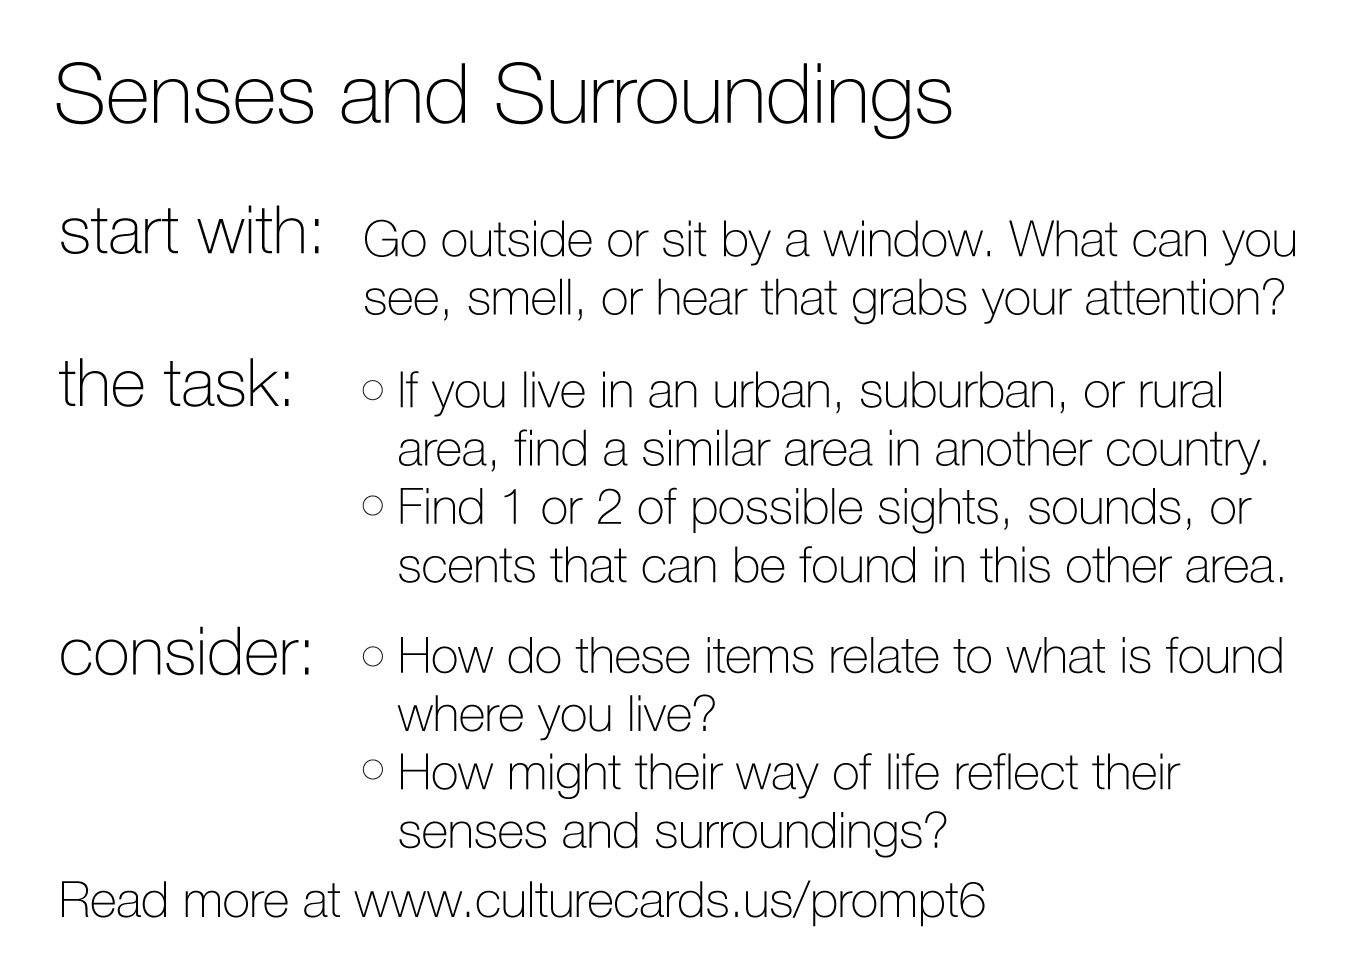 Senses and Surroundings
start with: Go outside or sit by a window. What can you
see, smell, or hear that grabs your attention?
the task: ○ If you live in an urban, suburban, or rural
area, find a similar area in another country.
○ Find 1 or 2 of possible sights, sounds, or
scents that can be found in this other area.
consider: ○ How do these items relate to what is found
where you live?
○ How might their way of life reflect their
senses and surroundings?
Read more at www.culturecards.us/prompt6